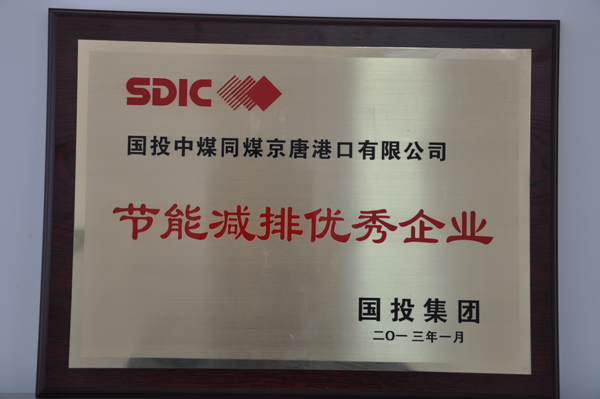 SDIC
国投中煤同煤京唐港口有限公司
节能减排优秀企业
国投集团
二〇一三年一月